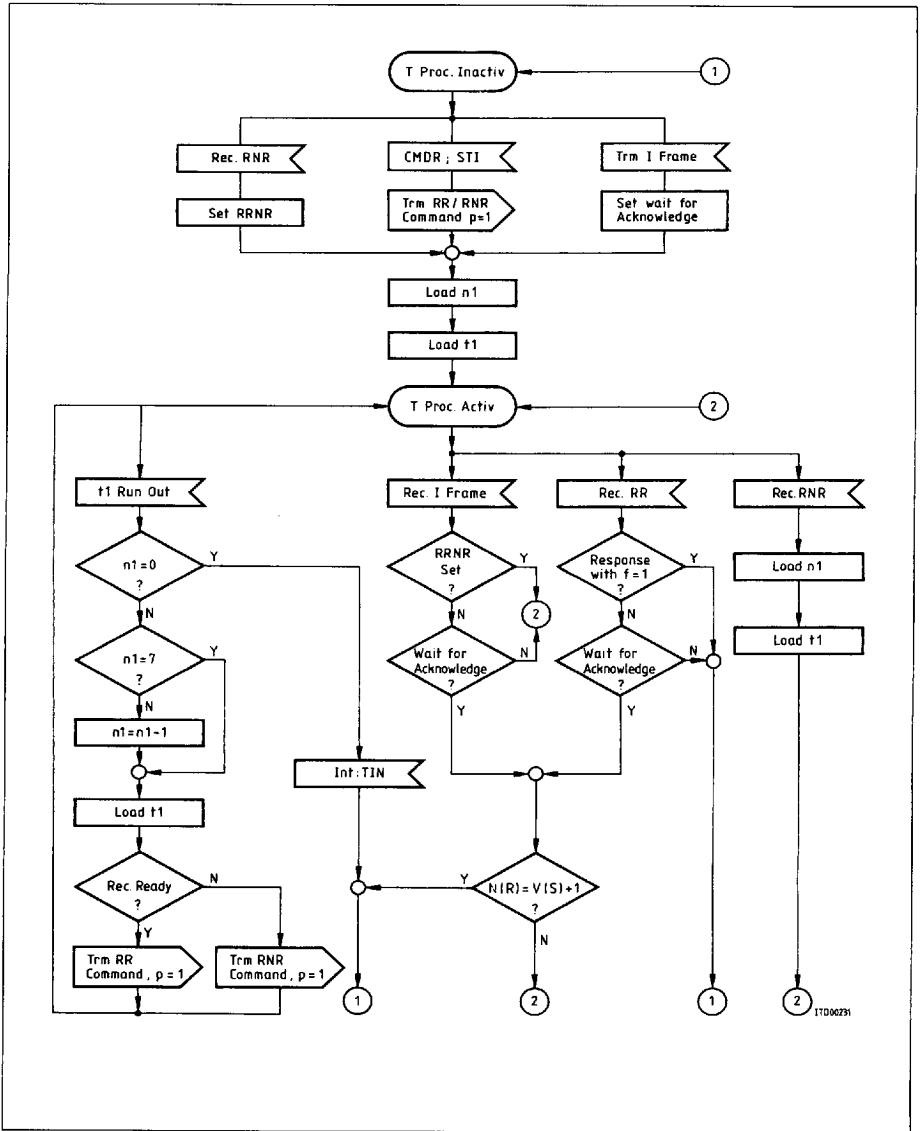 T Proc. Inactiv
1
Rec. RNR
CMDR ; STI
Trm I Frame
Set RRNR
Trm RR / RNR
Command p=1
Set wait for
Acknowledge
Load n1
Load t1
T Proc. Activ
2
t1 Run Out
Rec. I Frame
Rec. RR
Rec. RNR
n1=0
?
Y
N
RRNR
Set
?
Y
N
Response
with f=1
?
Y
N
Load n1
2
n1=7
?
Y
N
Wait for
Acknowledge
?
N
Y
Wait for
Acknowledge
?
N
Y
Load t1
n1=n1-1
Int:TIN
Load t1
Rec. Ready
?
N
Y
N(R)=V(S)+1
?
Y
N
Trm RR
Command, p=1
Trm RNR
Command, p=1
1
2
1
2
ITD00231